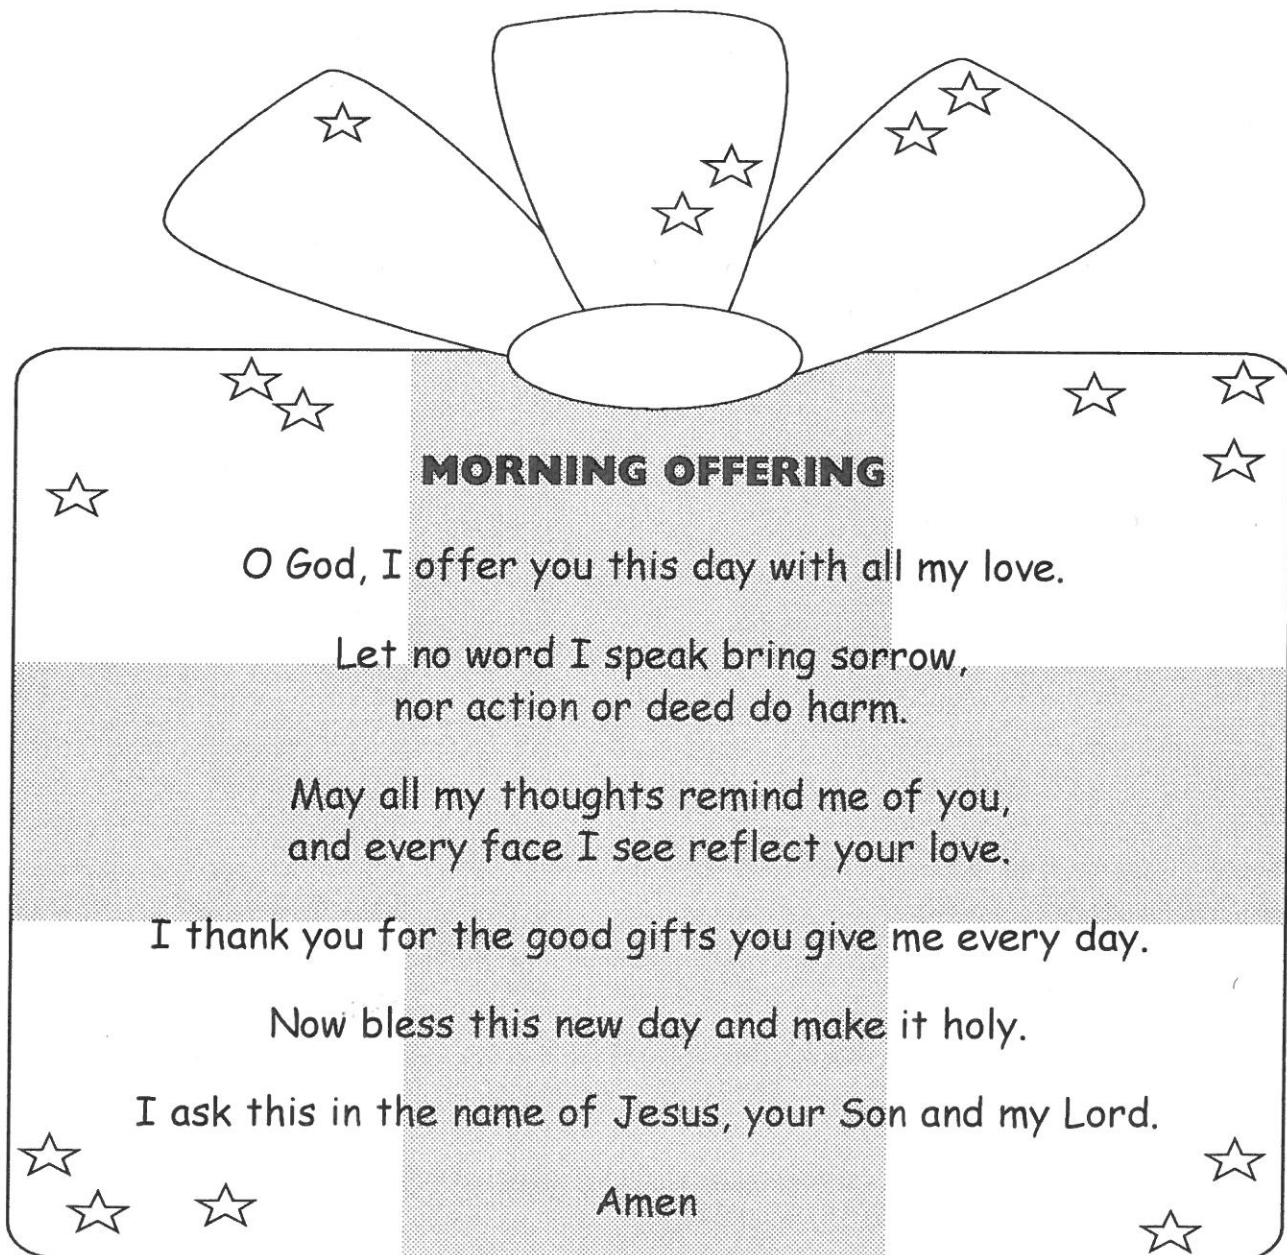 MORNING OFFERING
O God, I offer you this day with all my love.
Let no word I speak bring sorrow,
nor action or deed do harm.
May all my thoughts remind me of you,
and every face I see reflect your love.
I thank you for the good gifts you give me every day.
Now bless this new day and make it holy.
I ask this in the name of Jesus, your Son and my Lord.
Amen